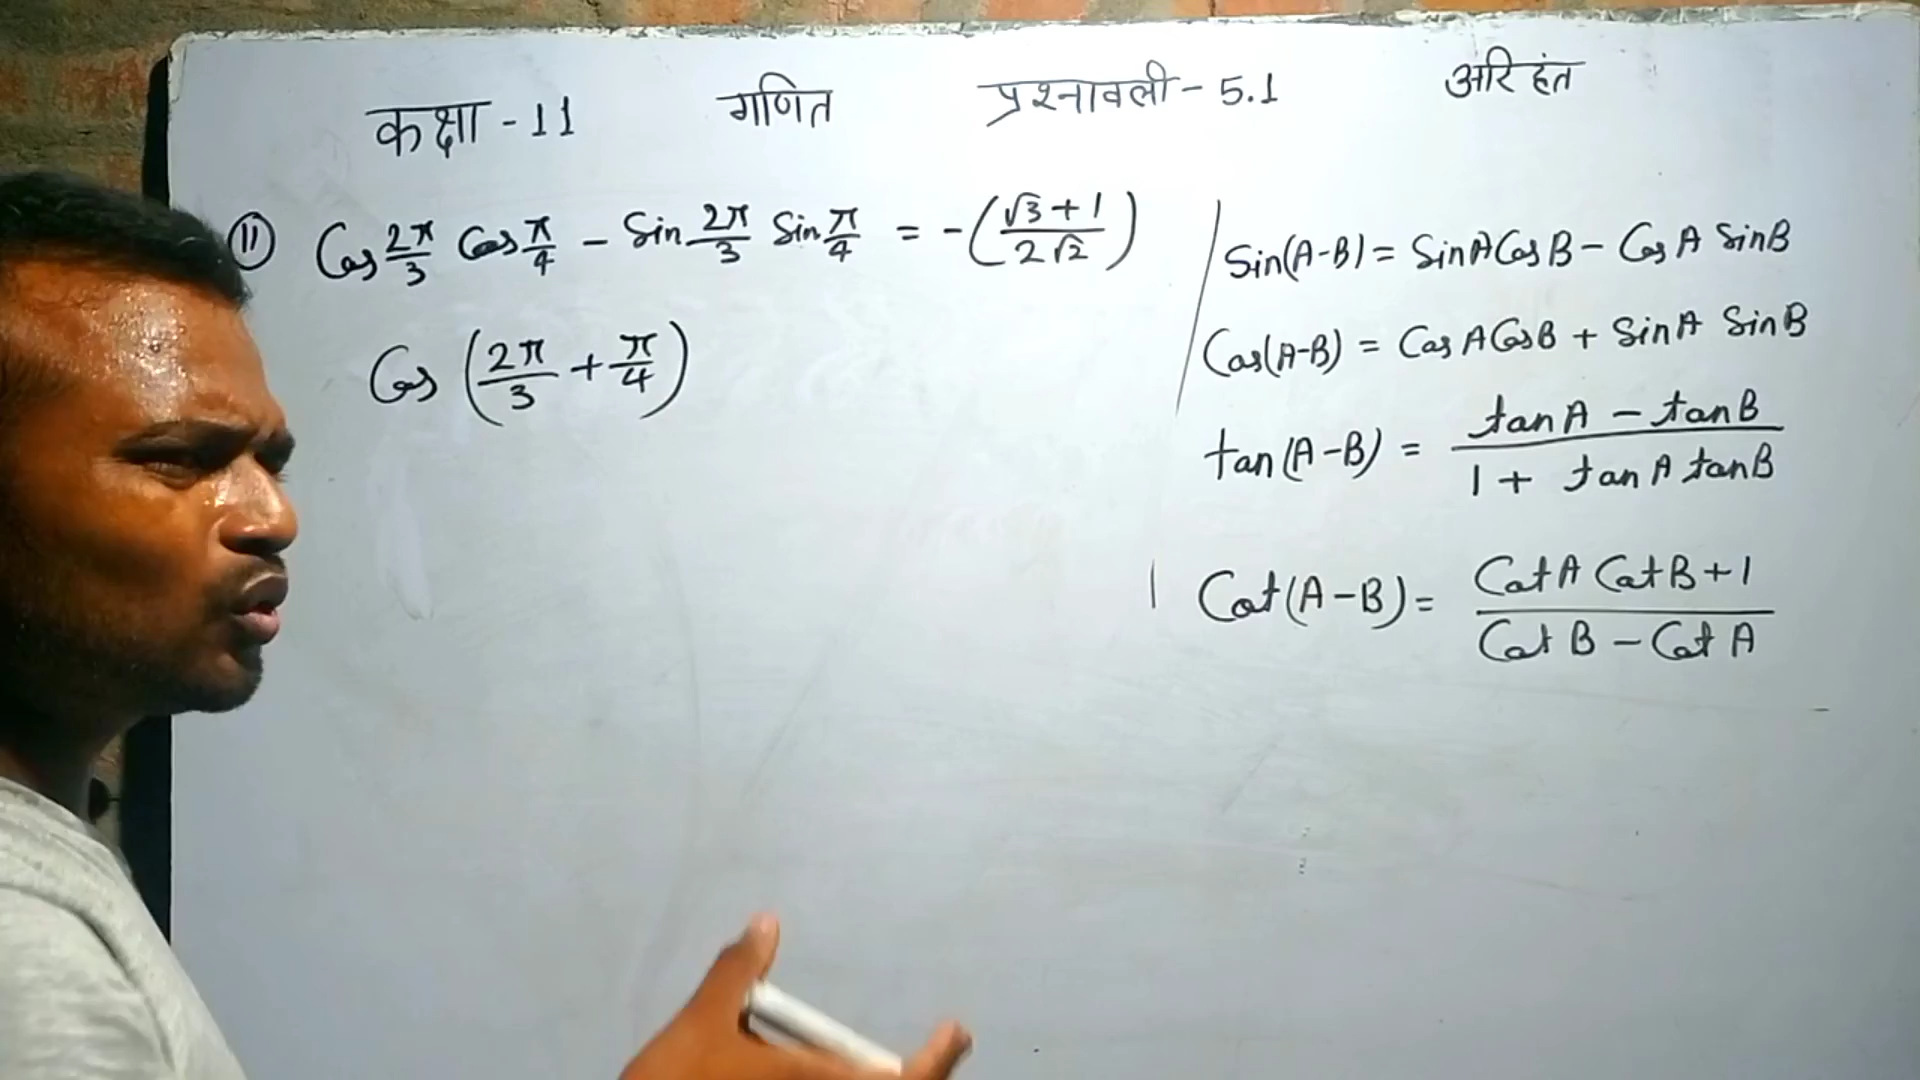 कक्षा - 11 गणित प्रश्नावली - 5.1 अरिहंत
⑪ Cos 2π/3 Cos π/4 - Sin 2π/3 Sin π/4 = -(√3+1 / 2√2)
Cos (2π/3 + π/4)
Sin(A-B) = SinA CosB - CosA SinB
Cos(A-B) = CosA CosB + SinA SinB
tan(A-B) = tanA - tanB / 1 + tanA tanB
Cot(A-B) = CotA CotB+1 / CotB - CotA